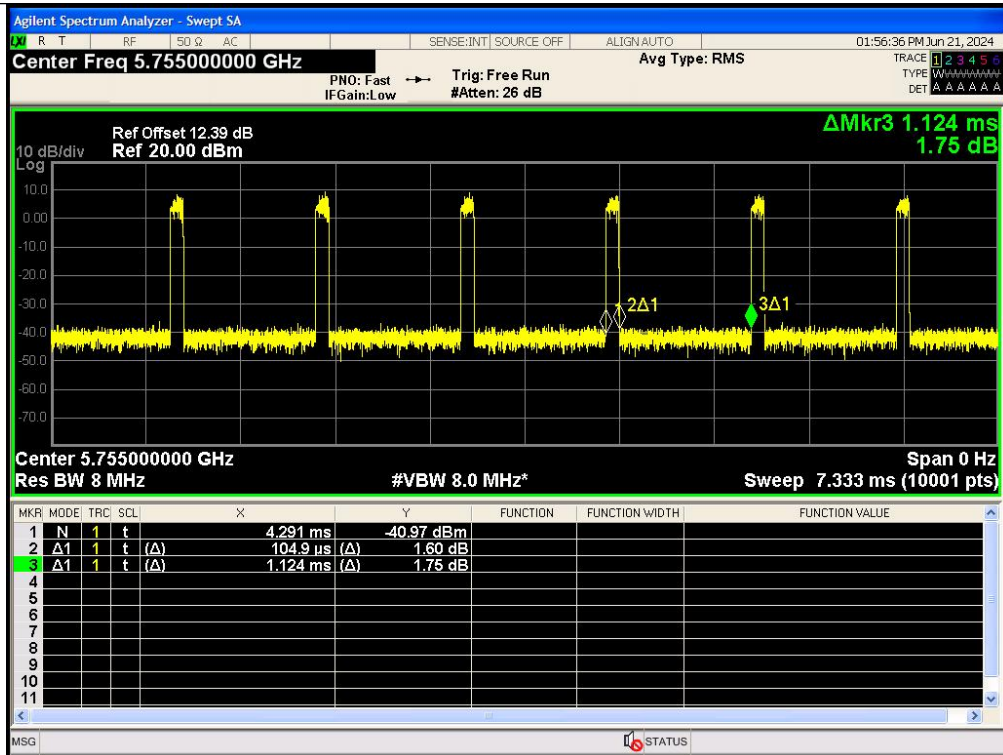 Agilent Spectrum Analyzer - Swept SA
LXI R T RF 50 Ω AC SENSE:INT SOURCE OFF ALIGN AUTO 01:56:36 PM Jun 21, 2024
Center Freq 5.755000000 GHz Avg Type: RMS TRACE 1 2 3 4 5 6
PNO: Fast Trig: Free Run TYPE W
IFGain:Low #Atten: 26 dB DET A A A A A A
ΔMkr3 1.124 ms
Ref Offset 12.39 dB
10 dB/div Ref 20.00 dBm 1.75 dB
Log
10.0
0.00
-10.0
-20.0
-30.0
2Δ1 3Δ1
-40.0
-50.0
-60.0
-70.0
Center 5.755000000 GHz Span 0 Hz
Res BW 8 MHz #VBW 8.0 MHz* Sweep 7.333 ms (10001 pts)
MKR MODE TRC SCL X Y FUNCTION FUNCTION WIDTH FUNCTION VALUE
1 N 1 t 4.291 ms -40.97 dBm
2 Δ1 1 t (Δ) 104.9 µs (Δ) 1.60 dB
3 Δ1 1 t (Δ) 1.124 ms (Δ) 1.75 dB
4
5
6
7
8
9
10
11
MSG STATUS